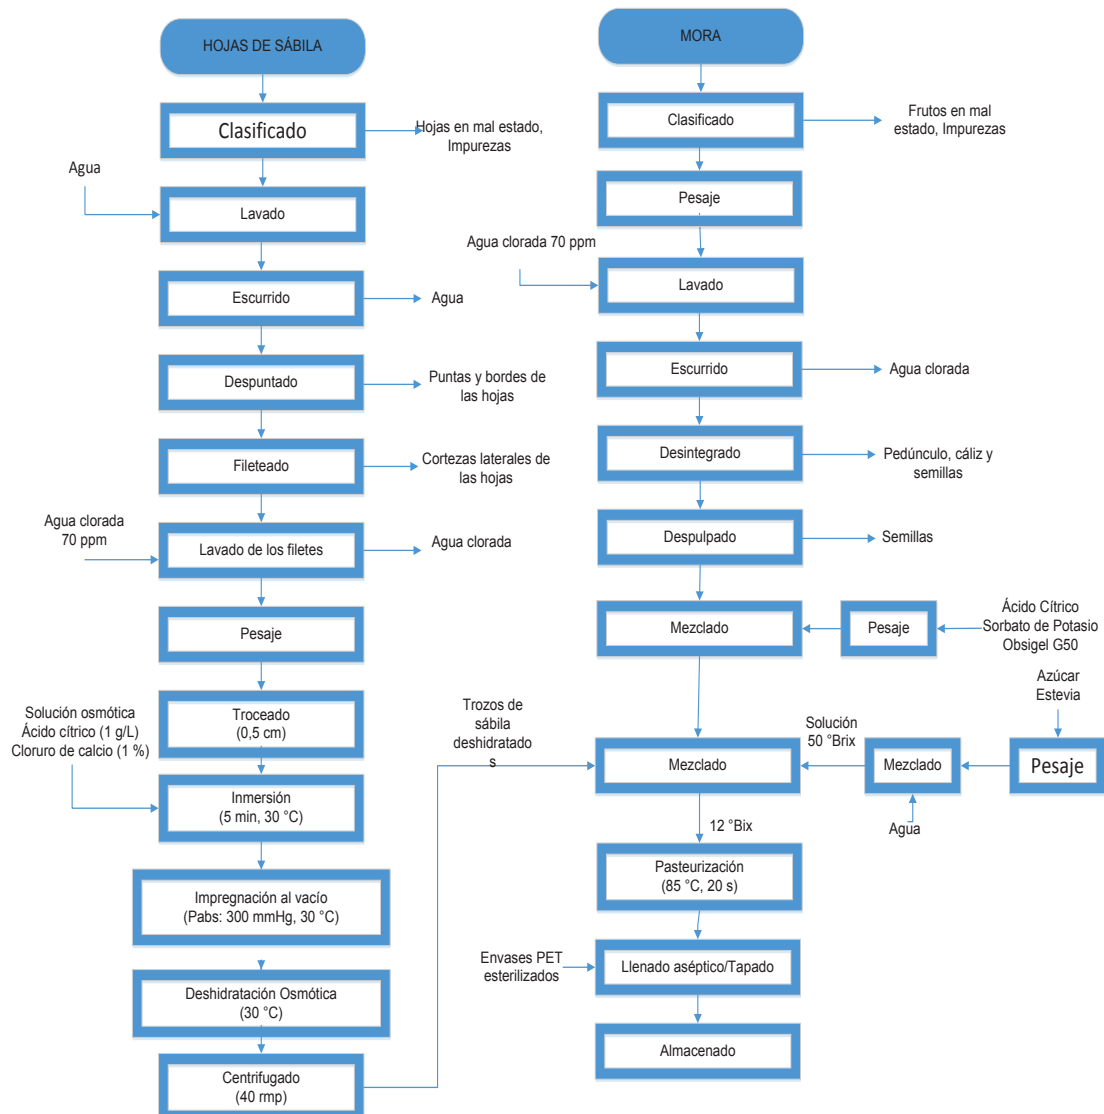 HOJAS DE SÁBILA
Clasificado
Hojas en mal estado,
Impurezas
Agua
Lavado
Escurrido
Agua
Despuntado
Puntas y bordes de
las hojas
Fileteado
Cortezas laterales de
las hojas
Agua clorada
70 ppm
Lavado de los filetes
Agua clorada
Pesaje
Troceado
(0,5 cm)
Solución osmótica
Ácido cítrico (1 g/L)
Cloruro de calcio (1 %)
Inmersión
(5 min, 30 °C)
Impregnación al vacío
(Pabs: 300 mmHg, 30 °C)
Deshidratación Osmótica
(30 °C)
Centrifugado
(40 rmp)
Trozos de
sábila
deshidratado
s
MORA
Clasificado
Frutos en mal
estado, Impurezas
Pesaje
Agua clorada 70 ppm
Lavado
Escurrido
Agua clorada
Desintegrado
Pedúnculo, cáliz y
semillas
Despulpado
Semillas
Mezclado
Pesaje
Ácido Cítrico
Sorbato de Potasio
Obsigel G50
Azúcar
Estevia
Pesaje
Mezclado
Agua
Solución
50 °Brix
Mezclado
12 °Bix
Pasteurización
(85 °C, 20 s)
Envases PET
esterilizados
Llenado aséptico/Tapado
Almacenado